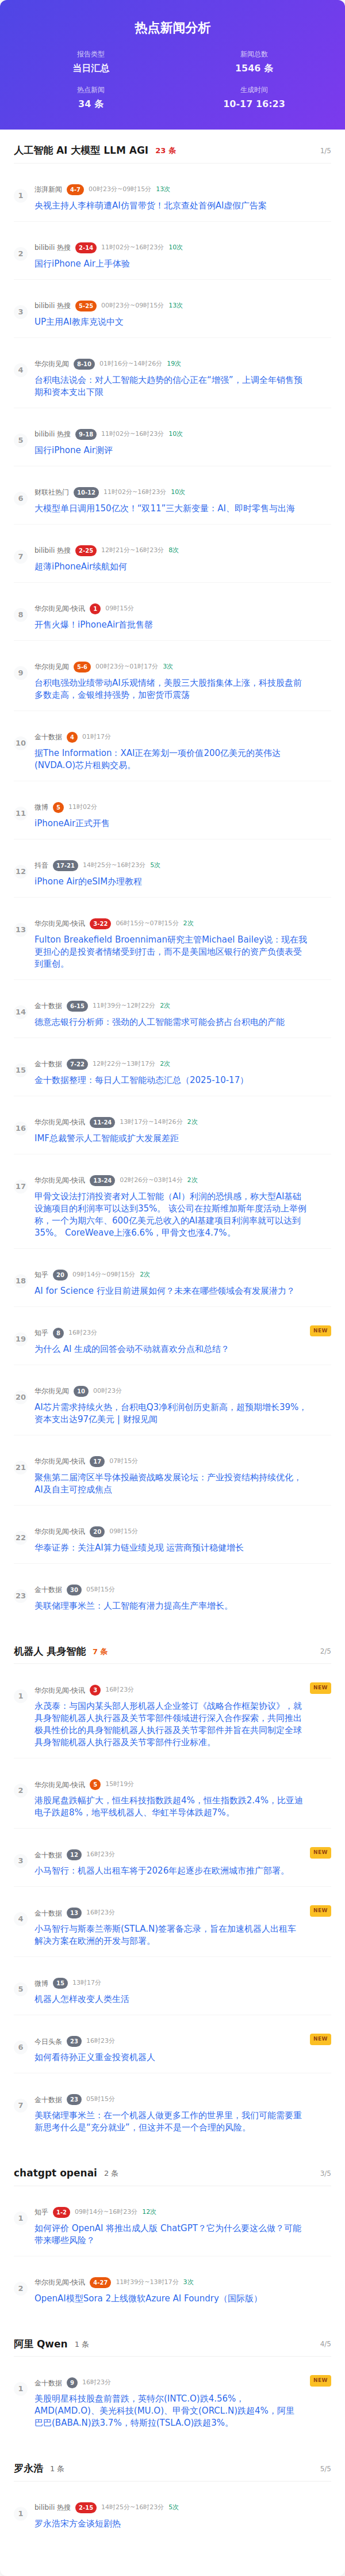 热点新闻分析
报告类型
新闻总数
当日汇总
1546 条
热点新闻
生成时间
34 条
10-17 16:23
人工智能 AI 大模型 LLM AGI 23 条 1/5
1
澎湃新闻 4-7 00时23分~09时15分 13次
央视主持人李梓萌遭AI仿冒带货！北京查处首例AI虚假广告案
2
bilibili 热搜 2-14 11时02分~16时23分 10次
国行iPhone Air上手体验
3
bilibili 热搜 5-25 00时23分~09时15分 13次
UP主用AI教库克说中文
4
华尔街见闻 8-10 01时16分~14时26分 19次
台积电法说会：对人工智能大趋势的信心正在“增强”，上调全年销售预
期和资本支出下限
5
bilibili 热搜 9-18 11时02分~16时23分 10次
国行iPhone Air测评
6
财联社热门 10-12 11时02分~16时23分 10次
大模型单日调用150亿次！“双11”三大新变量：AI、即时零售与出海
7
bilibili 热搜 2-25 12时21分~16时23分 8次
超薄iPhoneAir续航如何
8
华尔街见闻-快讯 1 09时15分
开售火爆！iPhoneAir首批售罄
9
华尔街见闻 5-6 00时23分~01时17分 3次
台积电强劲业绩带动AI乐观情绪，美股三大股指集体上涨，科技股盘前
多数走高，金银维持强势，加密货币震荡
10
金十数据 4 01时17分
据The Information：XAI正在筹划一项价值200亿美元的英伟达
(NVDA.O)芯片租购交易。
11
微博 5 11时02分
iPhoneAir正式开售
12
抖音 17-21 14时25分~16时23分 5次
iPhone Air的eSIM办理教程
13
华尔街见闻-快讯 3-22 06时15分~07时15分 2次
Fulton Breakefield Broenniman研究主管Michael Bailey说：现在我
更担心的是投资者情绪受到打击，而不是美国地区银行的资产负债表受
到重创。
14
金十数据 6-15 11时39分~12时22分 2次
德意志银行分析师：强劲的人工智能需求可能会挤占台积电的产能
15
金十数据 7-22 12时22分~13时17分 2次
金十数据整理：每日人工智能动态汇总（2025-10-17）
16
华尔街见闻-快讯 11-24 13时17分~14时26分 2次
IMF总裁警示人工智能或扩大发展差距
17
华尔街见闻-快讯 13-24 02时26分~03时14分 2次
甲骨文设法打消投资者对人工智能（AI）利润的恐惧感，称大型AI基础
设施项目的利润率可以达到35%。 该公司在拉斯维加斯年度活动上举例
称，一个为期六年、600亿美元总收入的AI基建项目利润率就可以达到
35%。 CoreWeave上涨6.6%，甲骨文也涨4.7%。
18
知乎 20 09时14分~09时15分 2次
AI for Science 行业目前进展如何？未来在哪些领域会有发展潜力？
19
知乎 8 16时23分
NEW
为什么 AI 生成的回答会动不动就喜欢分点和总结？
20
华尔街见闻 10 00时23分
AI芯片需求持续火热，台积电Q3净利润创历史新高，超预期增长39%，
资本支出达97亿美元 | 财报见闻
21
华尔街见闻-快讯 17 07时15分
聚焦第二届湾区半导体投融资战略发展论坛：产业投资结构持续优化，
AI及自主可控成焦点
22
华尔街见闻-快讯 20 09时15分
华泰证券：关注AI算力链业绩兑现 运营商预计稳健增长
23
金十数据 30 05时15分
美联储理事米兰：人工智能有潜力提高生产率增长。
机器人 具身智能 7 条 2/5
1
华尔街见闻-快讯 3 16时23分
NEW
永茂泰：与国内某头部人形机器人企业签订《战略合作框架协议》，就
具身智能机器人执行器及关节零部件领域进行深入合作探索，共同推出
极具性价比的具身智能机器人执行器及关节零部件并旨在共同制定全球
具身智能机器人执行器及关节零部件行业标准。
2
华尔街见闻-快讯 5 15时19分
港股尾盘跌幅扩大，恒生科技指数跌超4%，恒生指数跌2.4%，比亚迪
电子跌超8%，地平线机器人、华虹半导体跌超7%。
3
金十数据 12 16时23分
NEW
小马智行：机器人出租车将于2026年起逐步在欧洲城市推广部署。
4
金十数据 13 16时23分
NEW
小马智行与斯泰兰蒂斯(STLA.N)签署备忘录，旨在加速机器人出租车
解决方案在欧洲的开发与部署。
5
微博 15 13时17分
机器人怎样改变人类生活
6
今日头条 23 16时23分
NEW
如何看待孙正义重金投资机器人
7
金十数据 23 05时15分
美联储理事米兰：在一个机器人做更多工作的世界里，我们可能需要重
新思考什么是“充分就业”，但这并不是一个合理的风险。
chatgpt openai 2 条 3/5
1
知乎 1-2 09时14分~16时23分 12次
如何评价 OpenAI 将推出成人版 ChatGPT？它为什么要这么做？可能
带来哪些风险？
2
华尔街见闻-快讯 4-27 11时39分~13时17分 3次
OpenAI模型Sora 2上线微软Azure AI Foundry（国际版）
阿里 Qwen 1 条 4/5
1
金十数据 9 16时23分
NEW
美股明星科技股盘前普跌，英特尔(INTC.O)跌4.56%，
AMD(AMD.O)、美光科技(MU.O)、甲骨文(ORCL.N)跌超4%，阿里
巴巴(BABA.N)跌3.7%，特斯拉(TSLA.O)跌超3%。
罗永浩 1 条 5/5
1
bilibili 热搜 2-15 14时25分~16时23分 5次
罗永浩宋方金谈短剧热